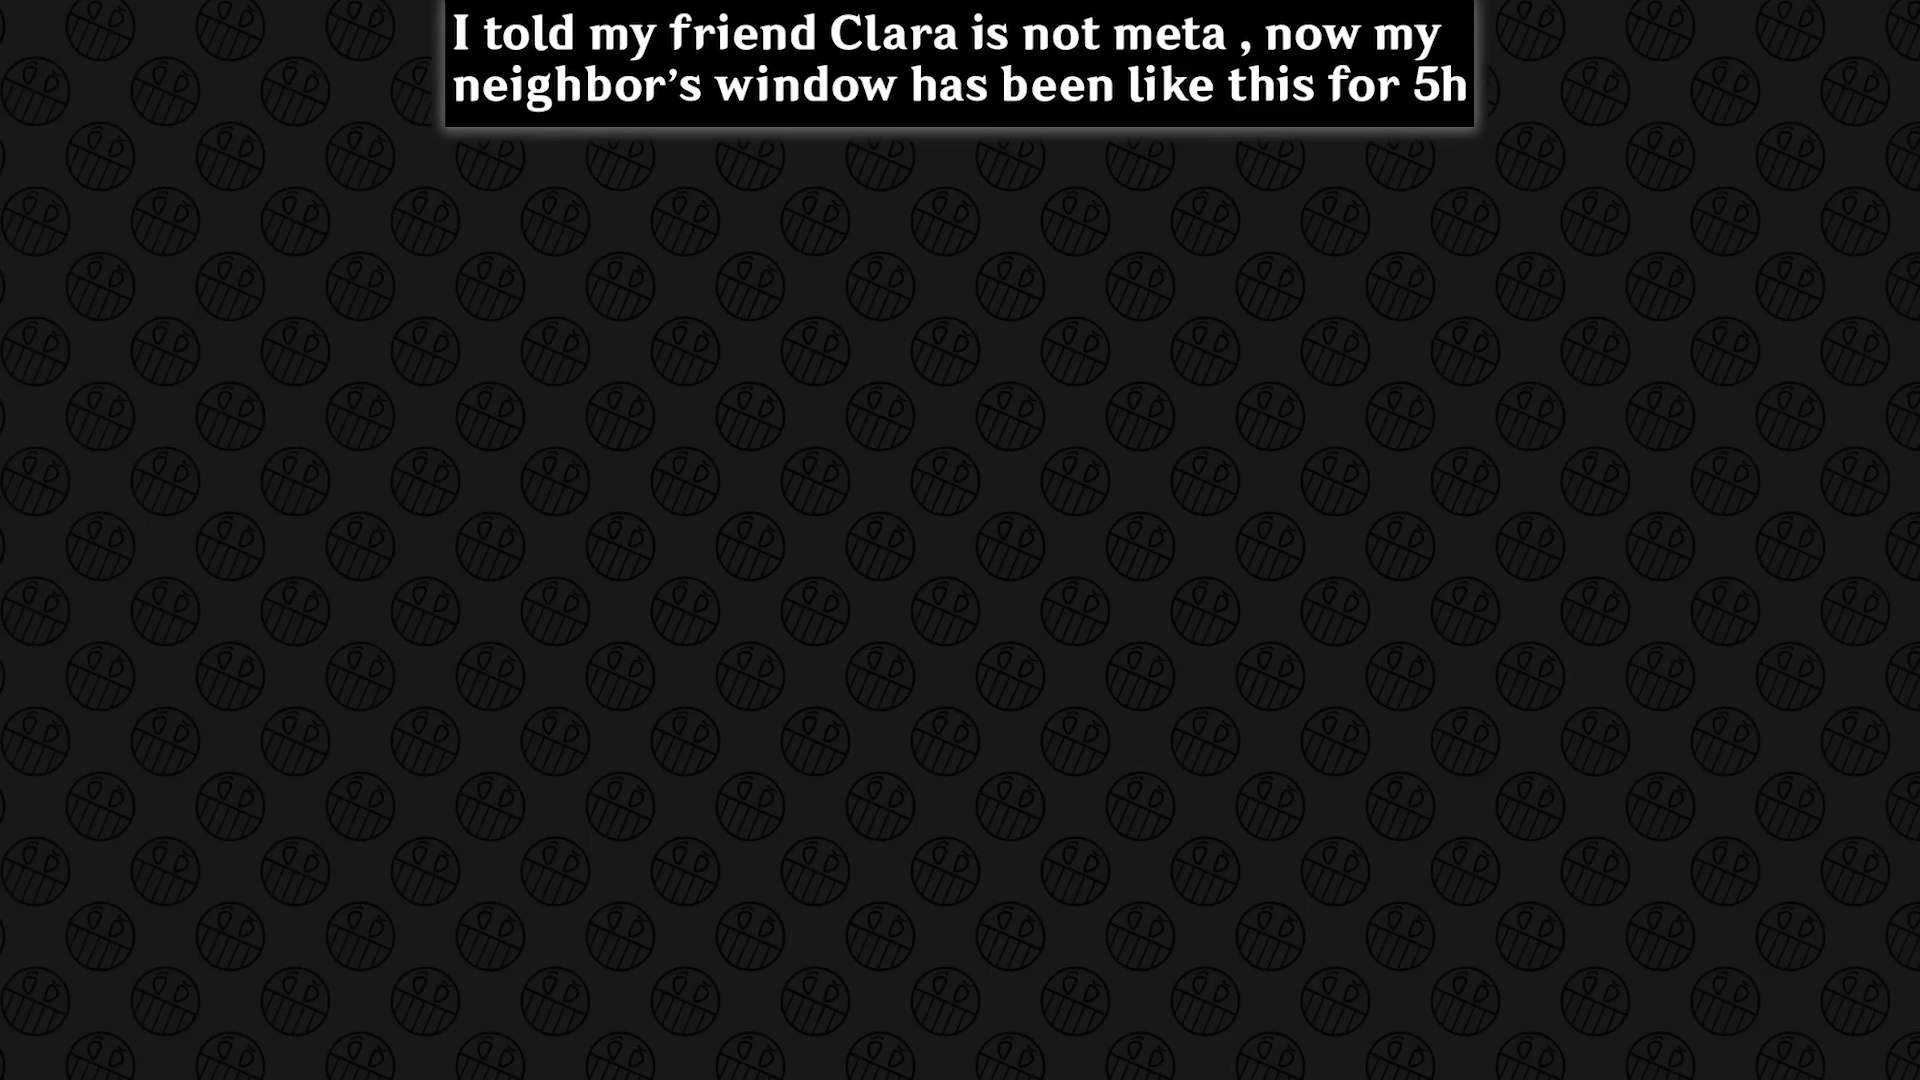 I told my friend Clara is not meta , now my
neighbor’s window has been like this for 5h